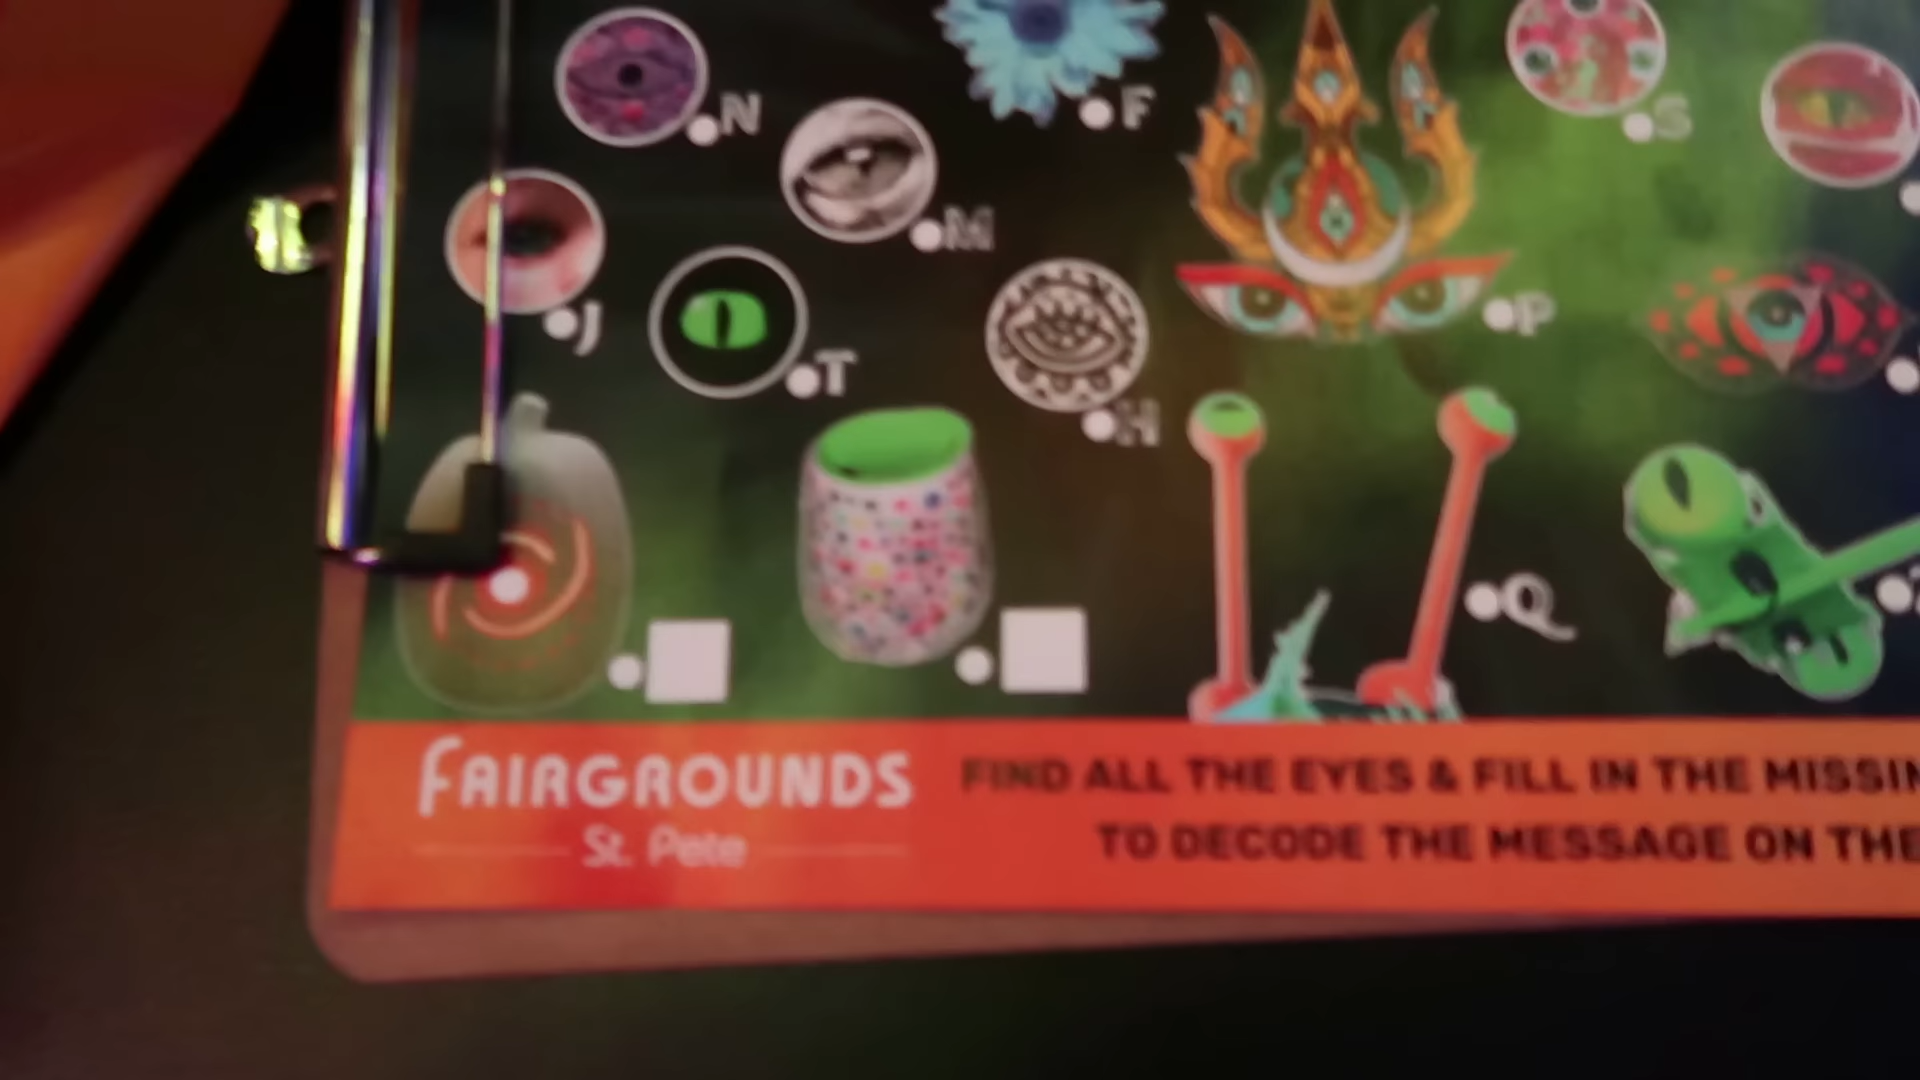 N
F
S
M
J
P
T
H
Q
FAIRGROUNDS
St. Pete
FIND ALL THE EYES & FILL IN THE
TO DECODE THE MESSAGE ON THE